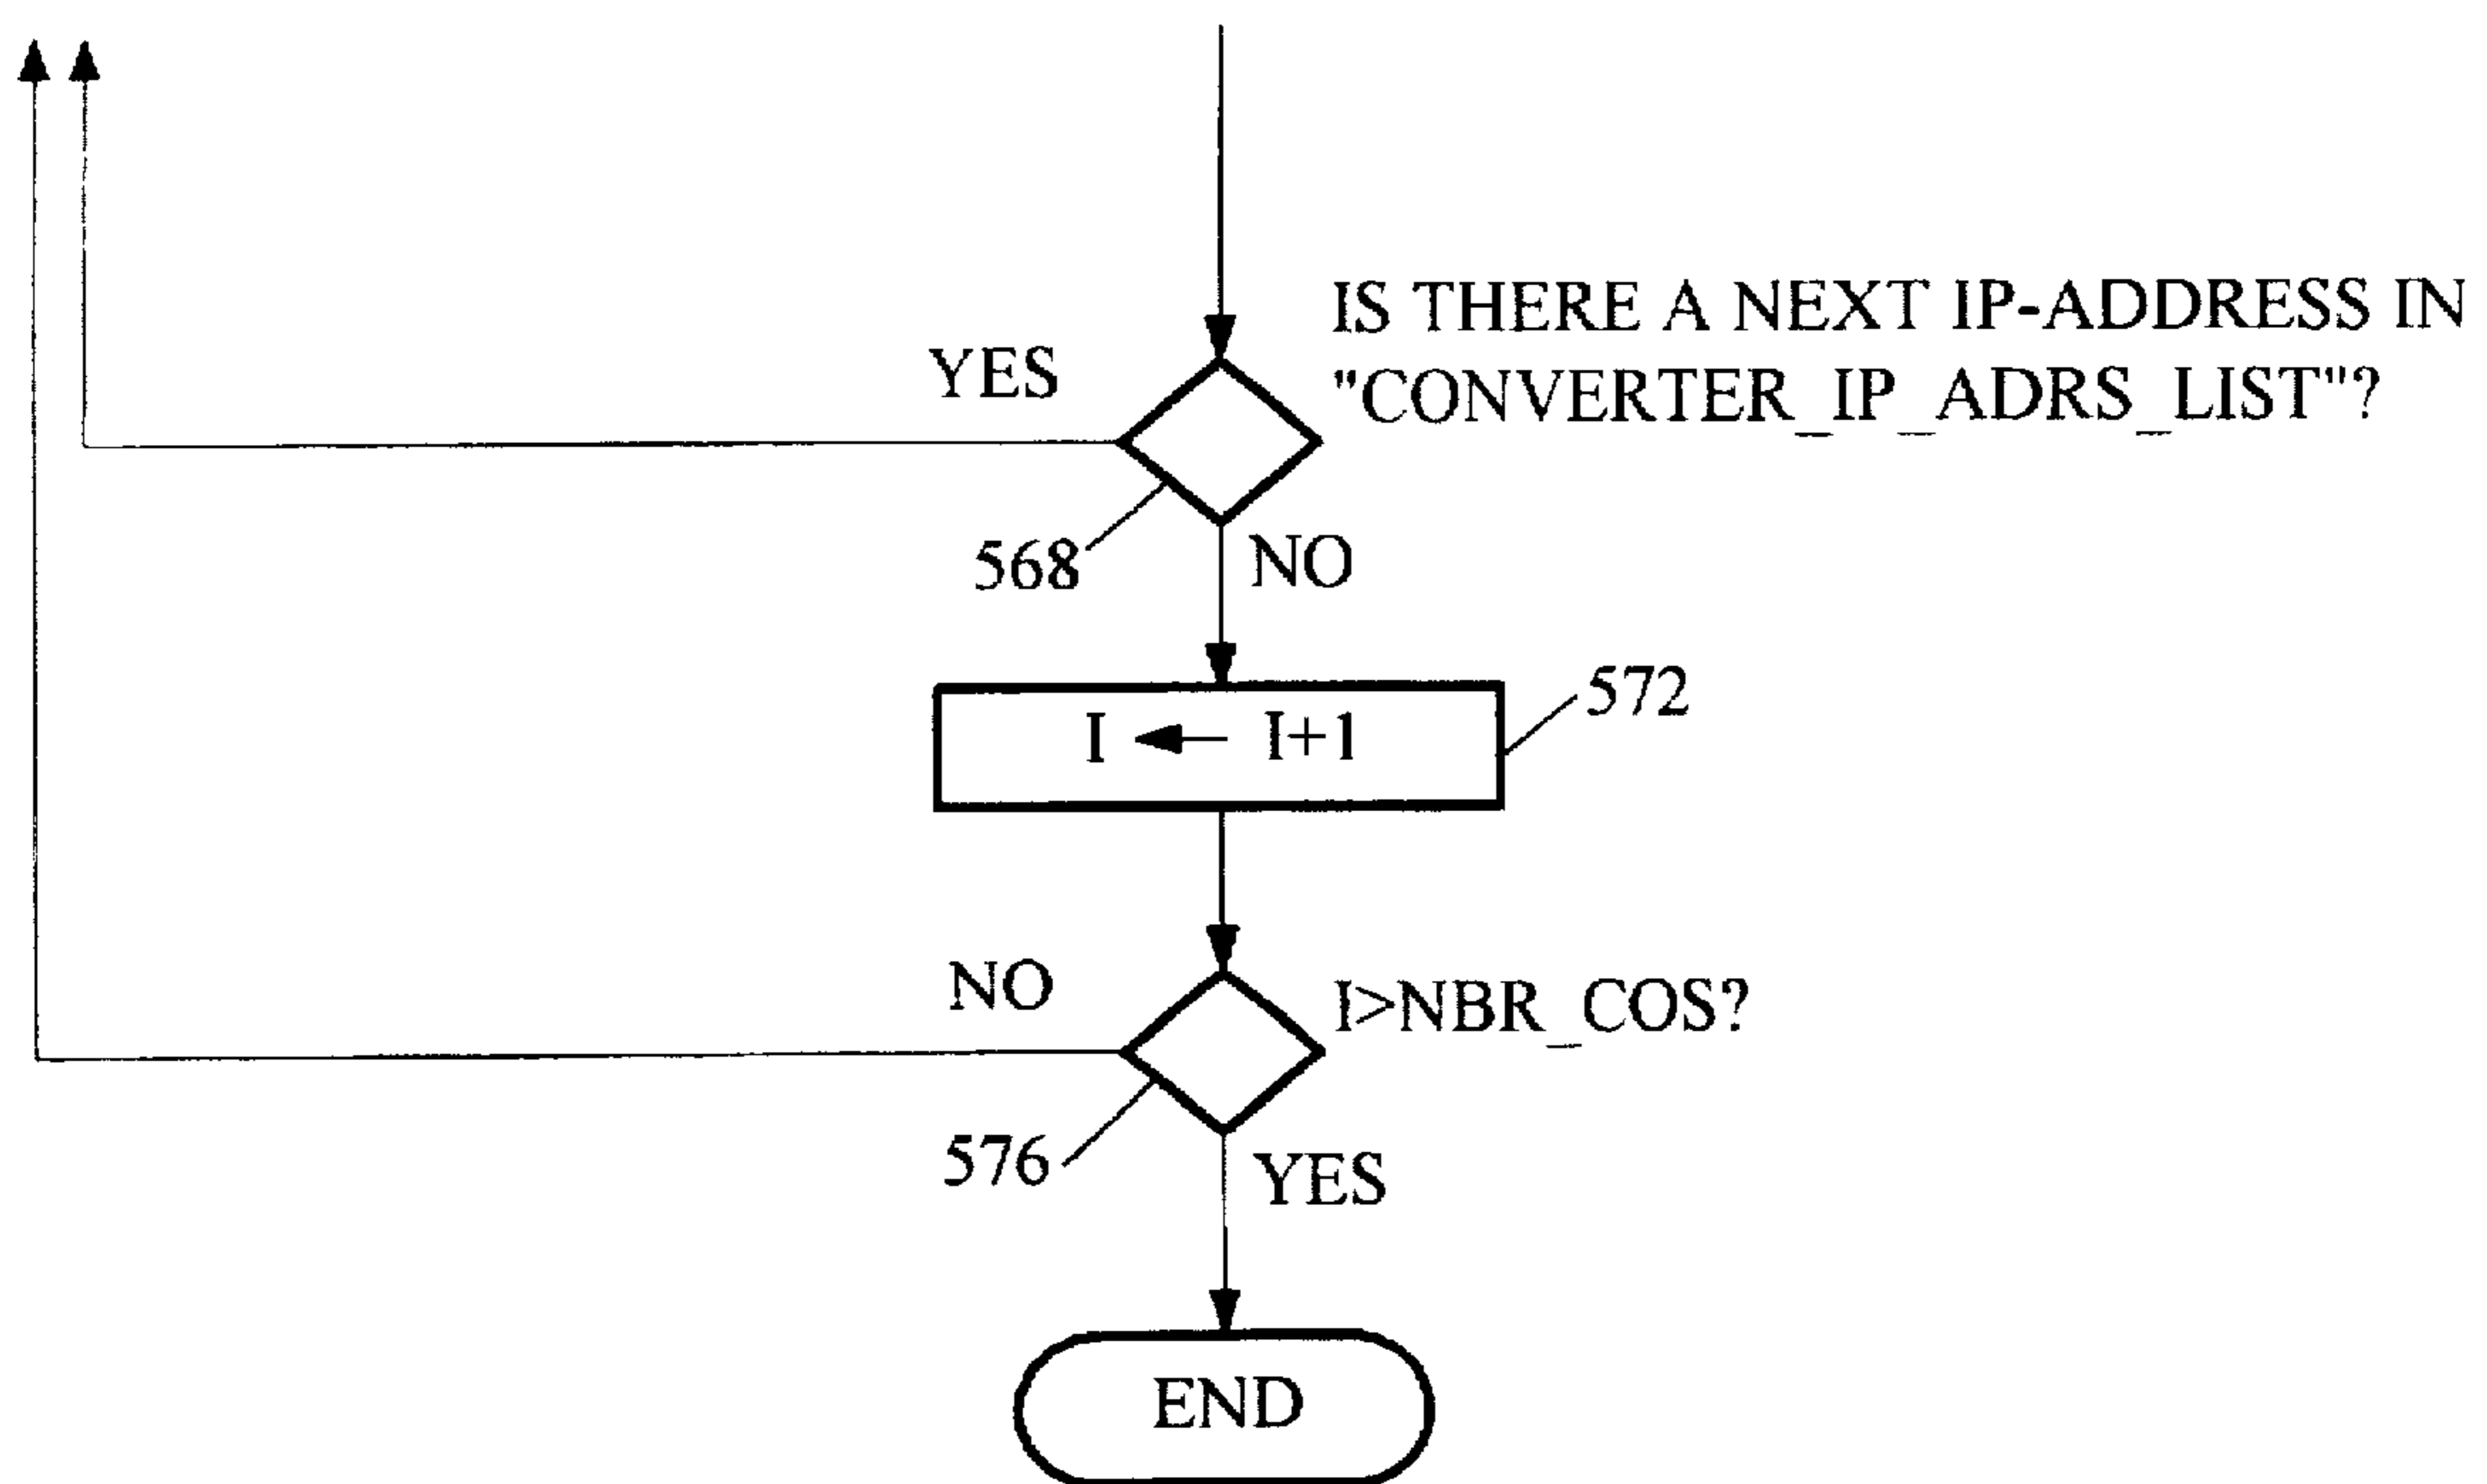 IS THERE A NEXT IP-ADDRESS IN
"CONVERTER_IP_ADRS_LIST"?
YES
568
NO
572
I ← I+1
NO
I>NBR_COS?
576
YES
END